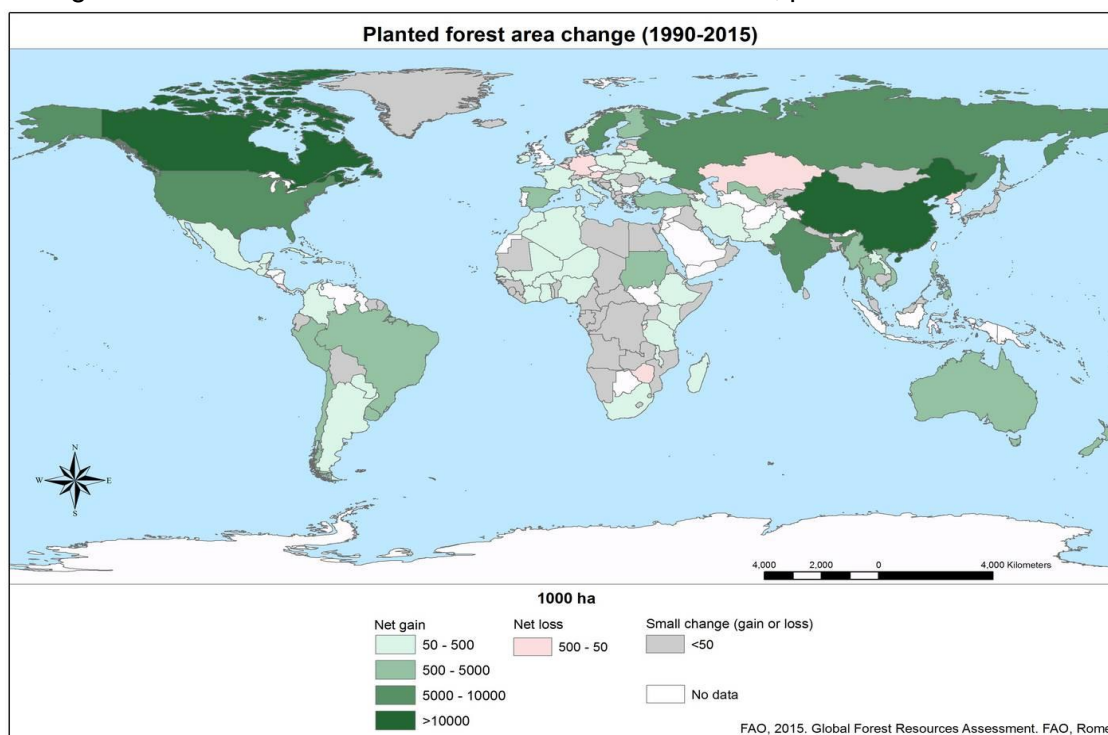 Planted forest area change (1990-2015)
N
W E
S
4,000 2,000 0 4,000 Kilometers
1000 ha
Net gain
50 - 500
500 - 5000
5000 - 10000
>10000
Net loss
500 - 50
Small change (gain or loss)
<50
No data
FAO, 2015. Global Forest Resources Assessment. FAO, Rome